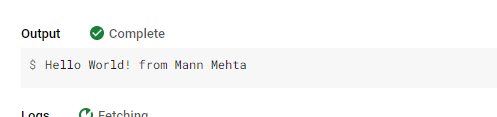 Output Complete
$ Hello World! from Mann Mehta
Logs Fetching